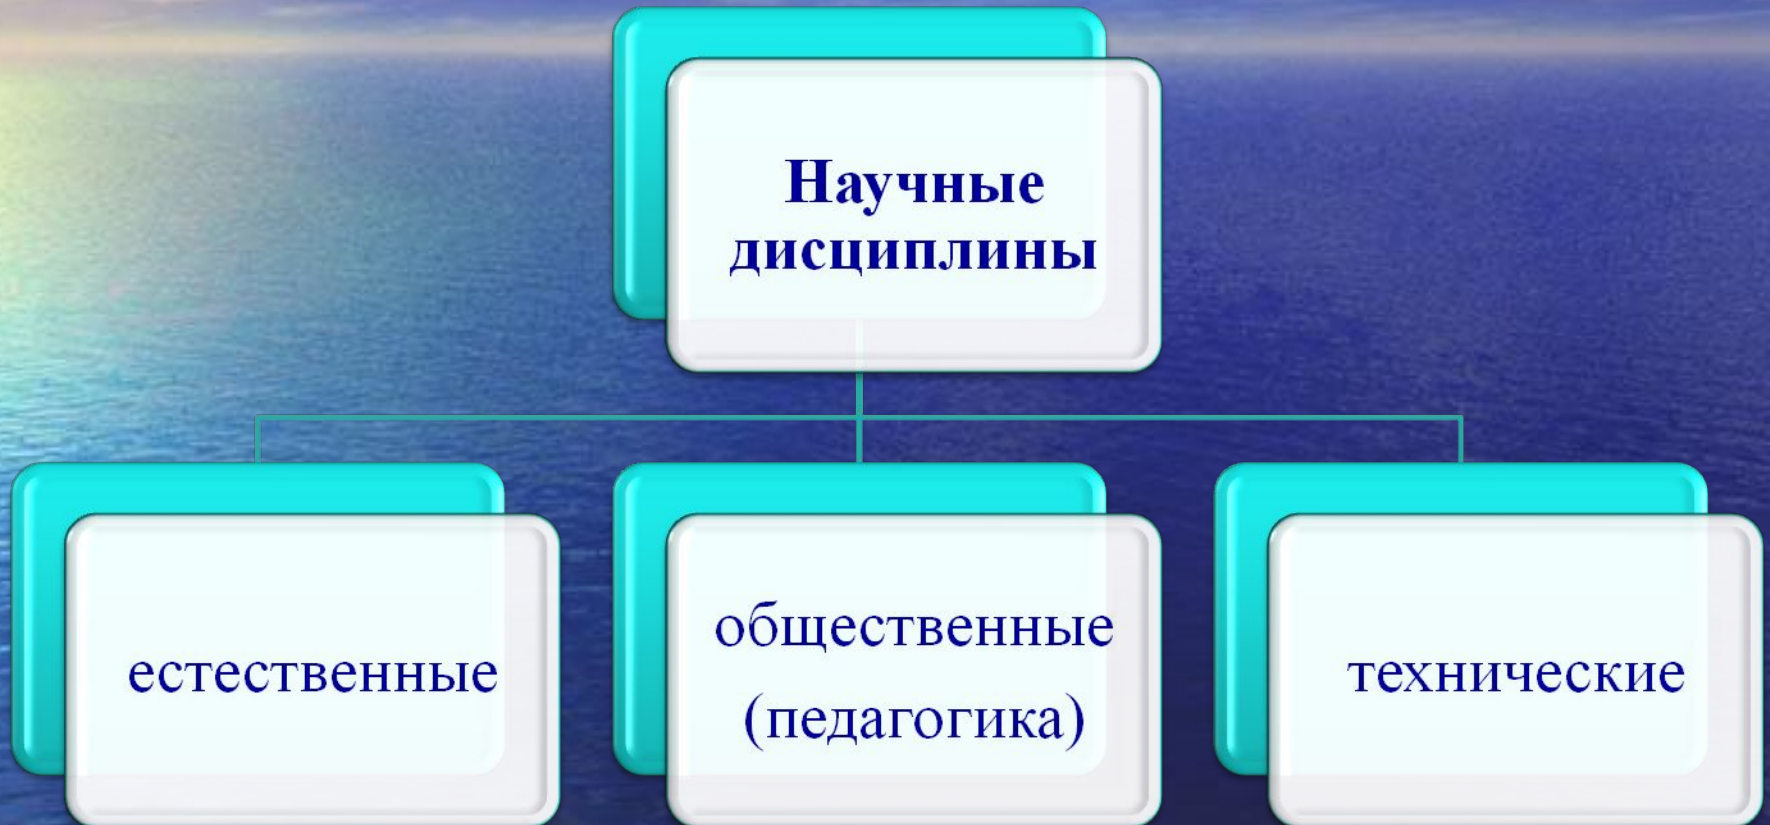 Научные
дисциплины
естественные
общественные
(педагогика)
технические